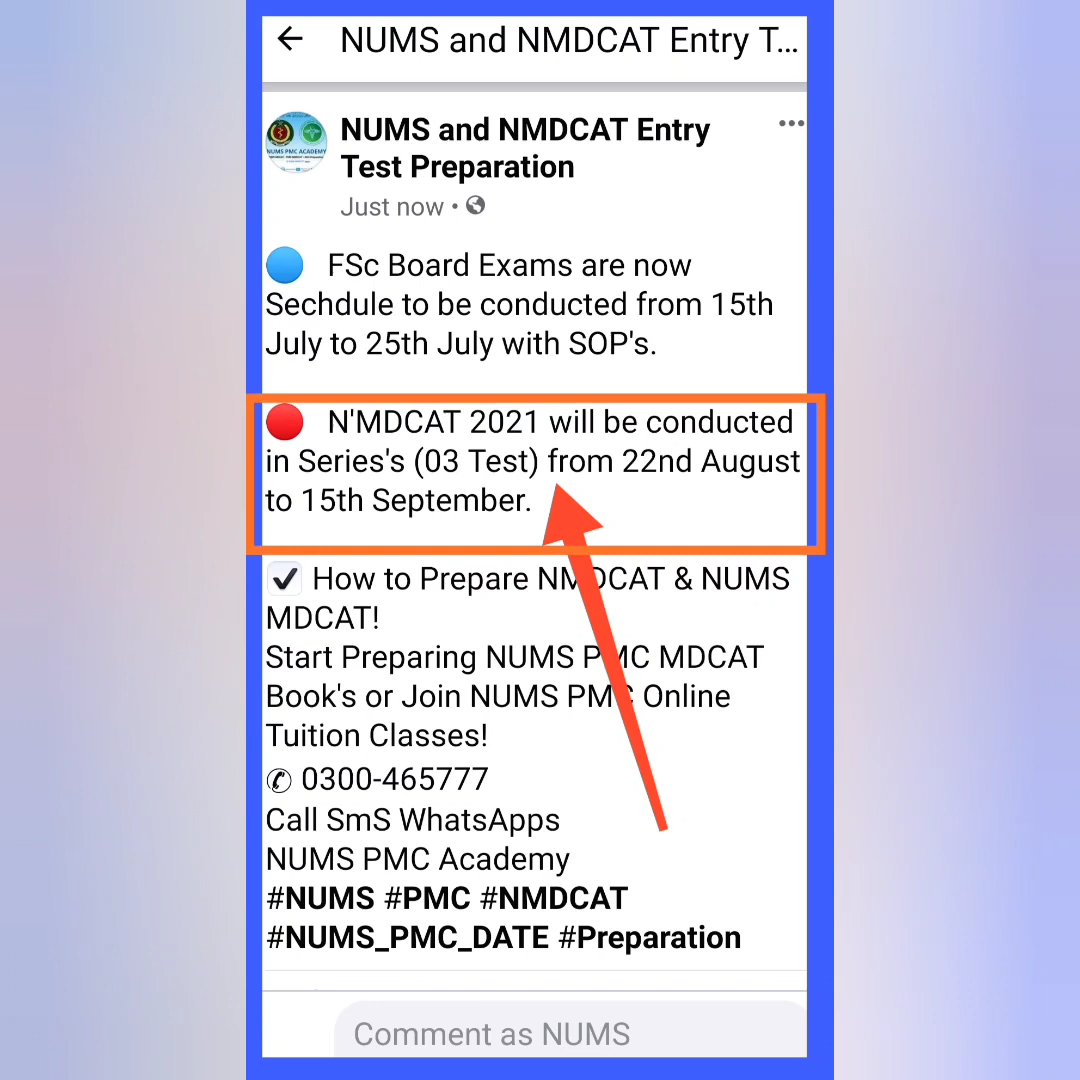 NUMS and NMDCAT Entry T...
NUMS PMC ACADEMY
NUMS and NMDCAT Entry
Test Preparation
Just now •
FSc Board Exams are now
Sechdule to be conducted from 15th
July to 25th July with SOP's.
N'MDCAT 2021 will be conducted
in Series's (03 Test) from 22nd August
to 15th September.
How to Prepare NMDCAT & NUMS
MDCAT!
Start Preparing NUMS PMC MDCAT
Book's or Join NUMS PMC Online
Tuition Classes!
✆ 0300-465777
Call SmS WhatsApps
NUMS PMC Academy
#NUMS #PMC #NMDCAT
#NUMS_PMC_DATE #Preparation
Comment as NUMS